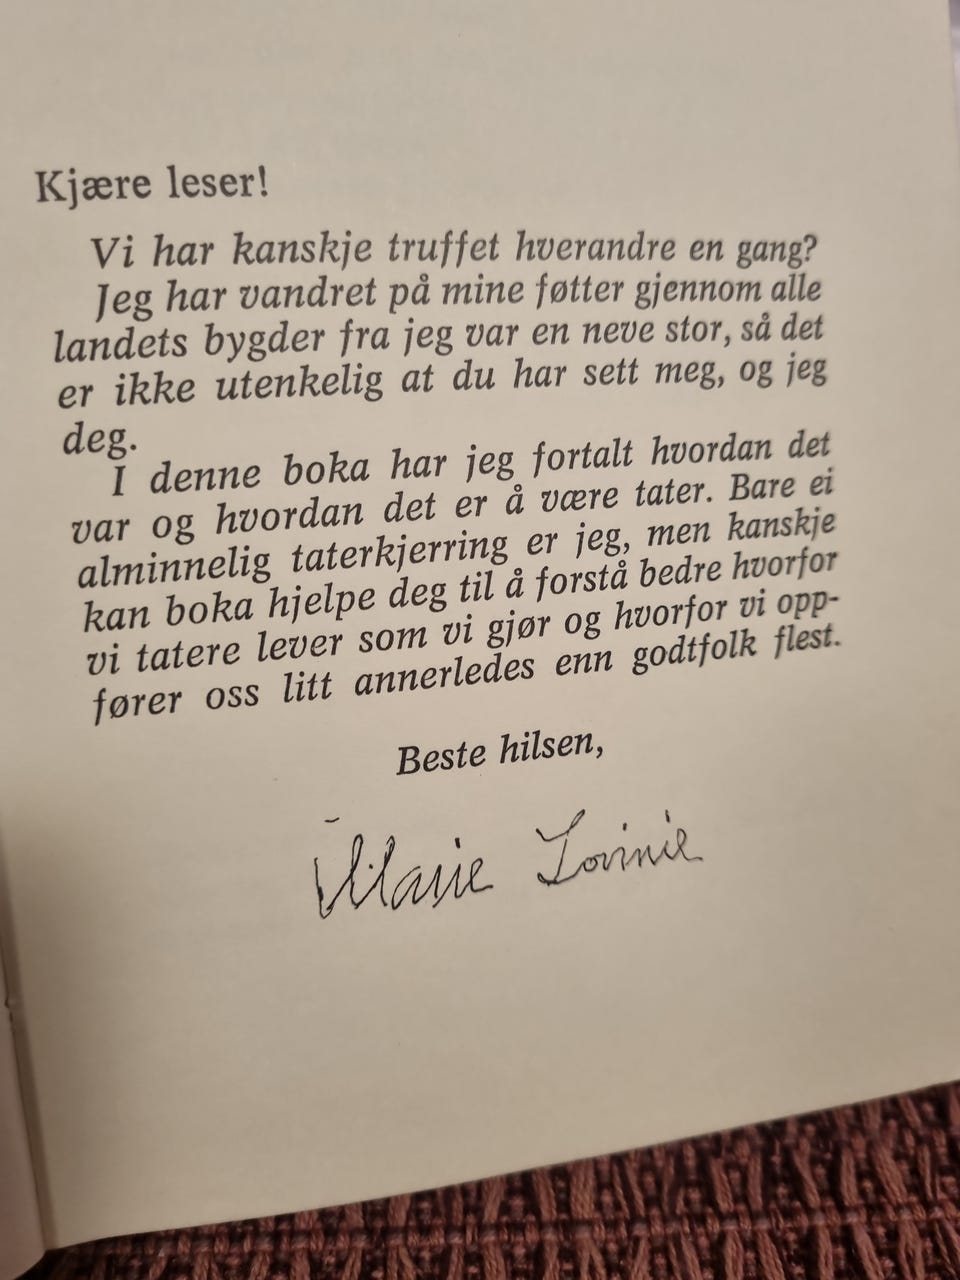 Kjære leser!
Vi har kanskje truffet hverandre en gang?
Jeg har vandret på mine føtter gjennom alle
landets bygder fra jeg var en neve stor, så det
er ikke utenkelig at du har sett meg, og jeg
deg.
I denne boka har jeg fortalt hvordan det
var og hvordan det er å være tater. Bare ei
alminnelig taterkjerring er jeg, men kanskje
kan boka hjelpe deg til å forstå bedre hvorfor
vi tatere lever som vi gjør og hvorfor vi opp-
fører oss litt annerledes enn godtfolk flest.
Beste hilsen,
Marie Lovinie